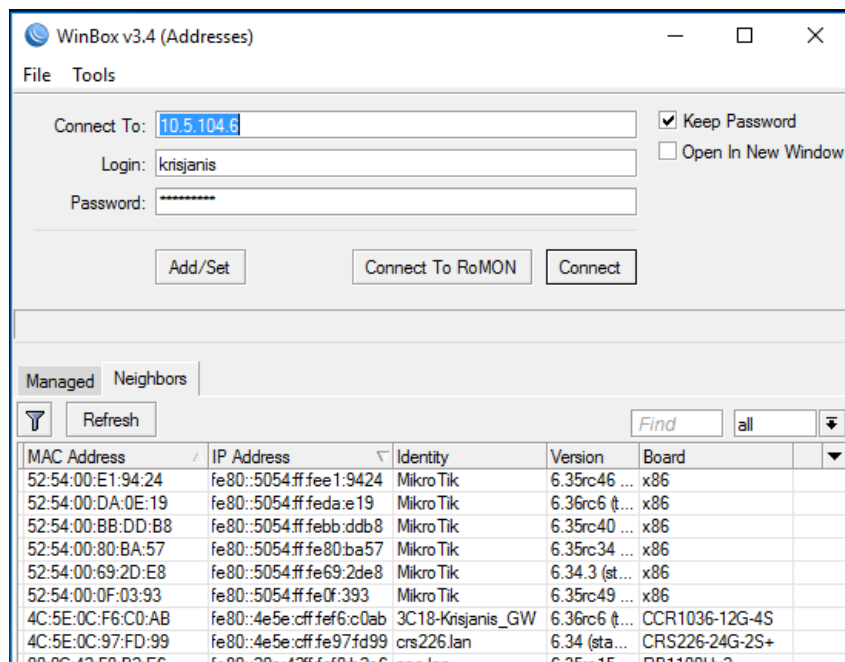 WinBox v3.4 (Addresses)
File Tools
Connect To: 10.5.104.6
Keep Password
Login: krisjanis
Open In New Window
Password: *********
Add/Set Connect To RoMON Connect
Managed Neighbors
Refresh Find all
MAC Address IP Address Identity Version Board
52:54:00:E1:94:24 fe80::5054:ff:fee1:9424 MikroTik 6.35rc46 ... x86
52:54:00:DA:0E:19 fe80::5054:ff:feda:e19 MikroTik 6.36rc6 (t... x86
52:54:00:BB:DD:B8 fe80::5054:ff:febb:ddb8 MikroTik 6.35rc40 ... x86
52:54:00:80:BA:57 fe80::5054:ff:fe80:ba57 MikroTik 6.35rc34 ... x86
52:54:00:69:2D:E8 fe80::5054:ff:fe69:2de8 MikroTik 6.34.3 (st... x86
52:54:00:0F:03:93 fe80::5054:ff:fe0f:393 MikroTik 6.35rc49 ... x86
4C:5E:0C:F6:C0:AB fe80::4e5e:cff:fef6:c0ab 3C18-Krisjanis_GW 6.36rc6 (t... CCR1036-12G-4S
4C:5E:0C:97:FD:99 fe80::4e5e:cff:fe97:fd99 crs226.lan 6.34 (sta... CRS226-24G-2S+